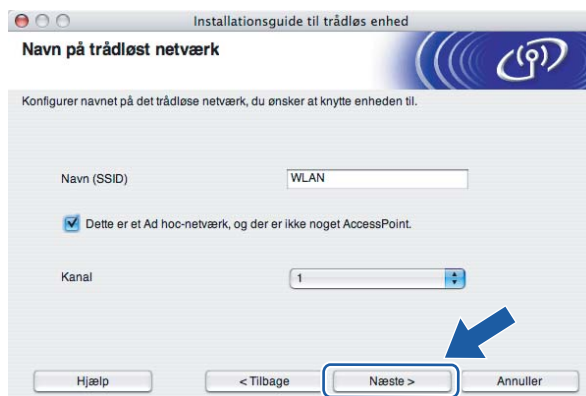 Installationsguide til trådløs enhed
Navn på trådløst netværk
Konfigurer navnet på det trådløse netværk, du ønsker at knytte enheden til.
Navn (SSID) WLAN
Dette er et Ad hoc-netværk, og der er ikke noget AccessPoint.
Kanal 1
Hjælp < Tilbage Næste > Annuller